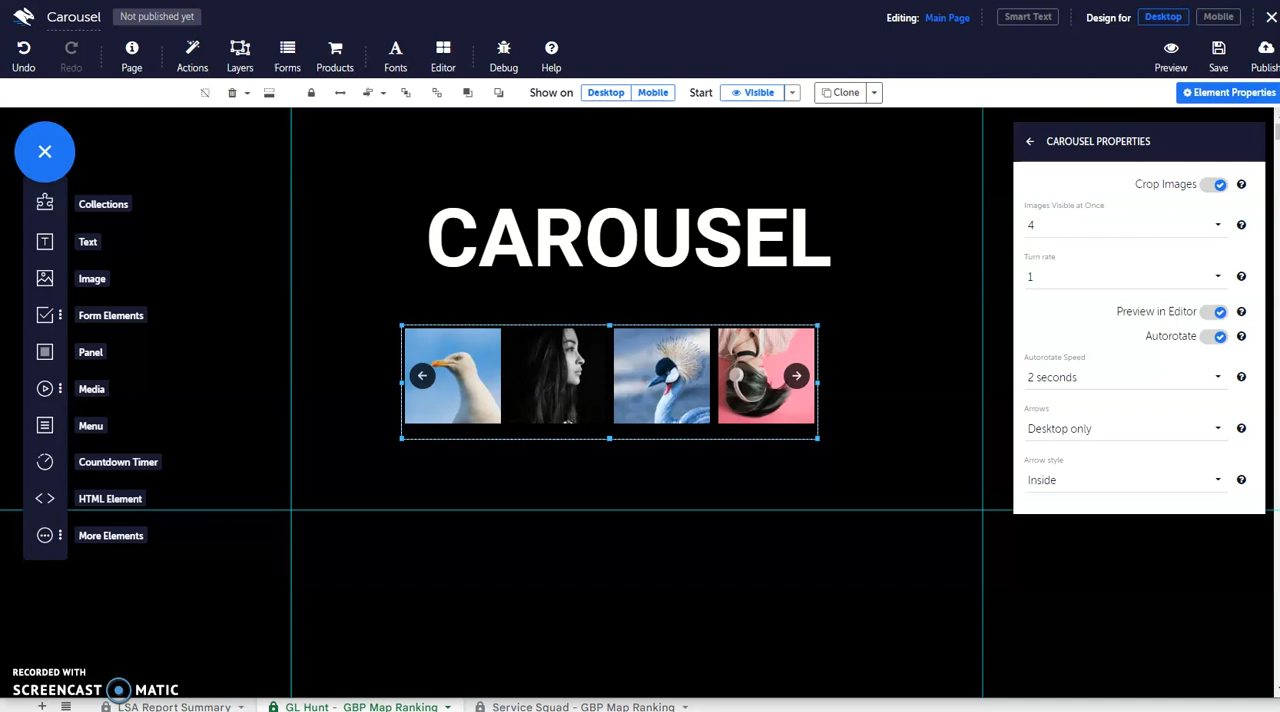 Carousel
Not published yet
Editing: Main Page
Smart Text
Design for
Desktop
Mobile
Undo
Redo
Page
Actions
Layers
Forms
Products
Fonts
Editor
Debug
Help
Preview
Save
Publis
Show on
Desktop
Mobile
Start
Visible
Clone
Element Properties
Collections
Text
Image
Form Elements
Panel
Media
Menu
Countdown Timer
HTML Element
More Elements
CAROUSEL
CAROUSEL PROPERTIES
Crop Images
Images Visible at Once
4
Turn rate
1
Preview in Editor
Autorotate
Autorotate Speed
2 seconds
Arrows
Desktop only
Arrow style
Inside
RECORDED WITH
SCREENCAST MATIC
LSA Report Summary
GL Hunt - GBP Map Ranking
Service Squad - GBP Map Ranking